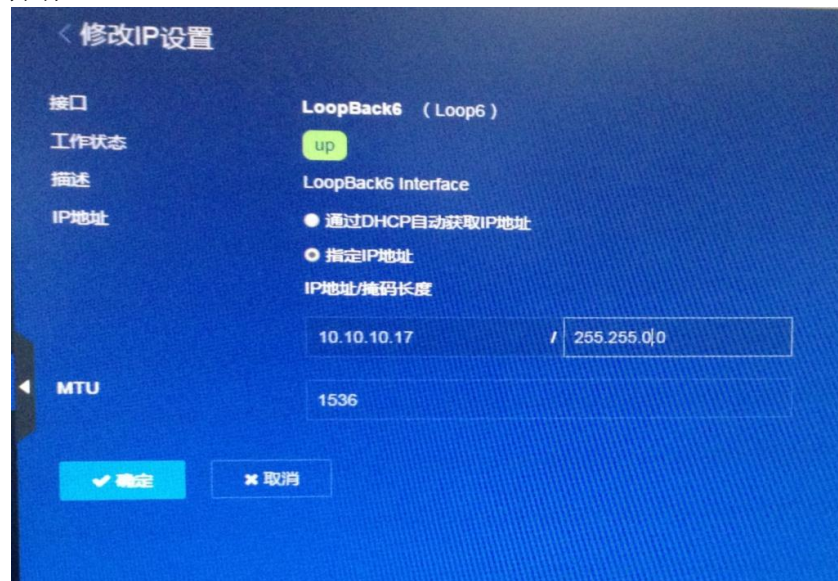 修改IP设置
接口 LoopBack6 (Loop6)
工作状态 up
描述 LoopBack6 Interface
IP地址 通过DHCP自动获取IP地址
指定IP地址
IP地址/掩码长度
10.10.10.17 / 255.255.0.0
MTU 1536
确定 取消